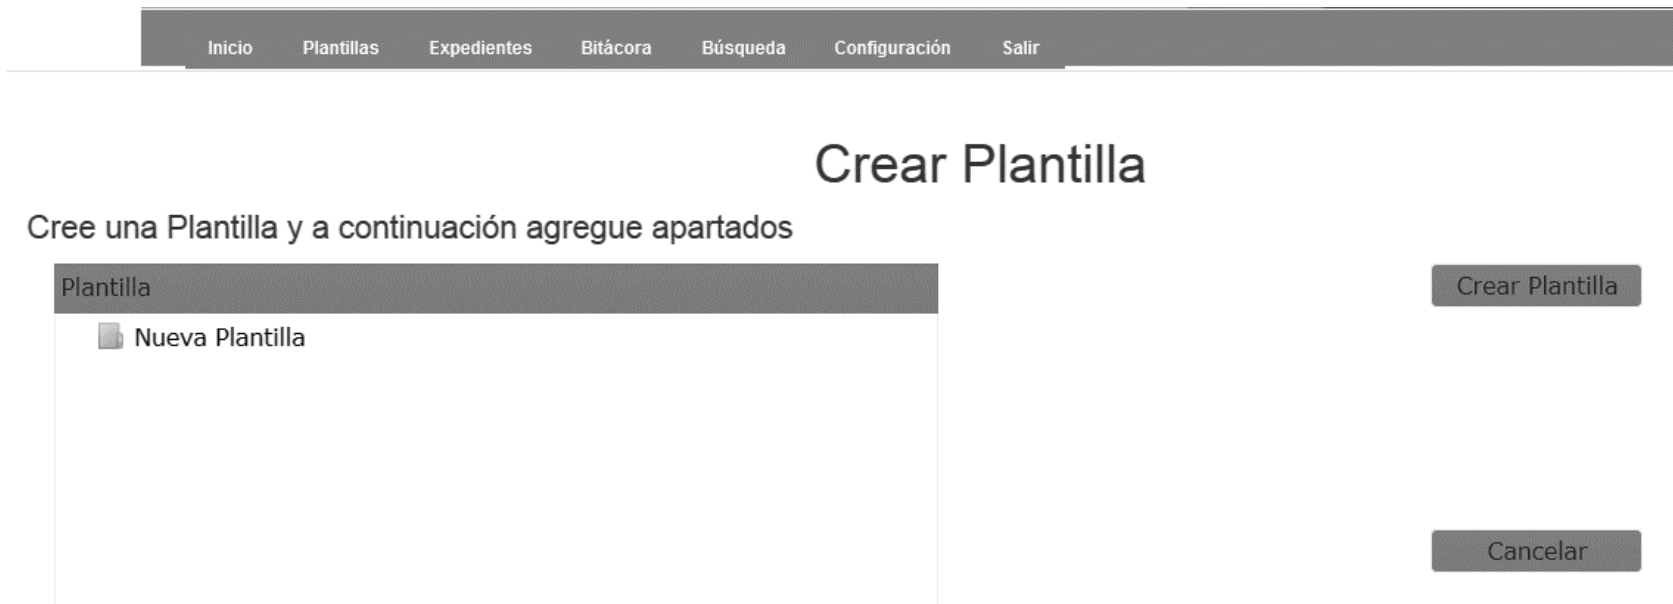 Inicio Plantillas Expedientes Bitácora Búsqueda Configuración Salir
Crear Plantilla
Cree una Plantilla y a continuación agregue apartados
Plantilla
Crear Plantilla
Nueva Plantilla
Cancelar